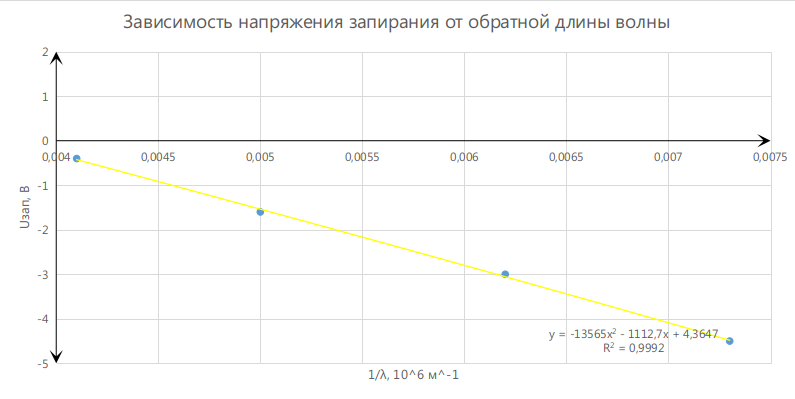 Зависимость напряжения запирания от обратной длины волны
2
1
0
0,004 0,0045 0,005 0,0055 0,006 0,0065 0,007 0,0075
-1
Uзап, В
-2
-3
-4
y = -13565x² - 1112,7x + 4,3647
R² = 0,9992
-5
1/λ, 10^6 м^-1